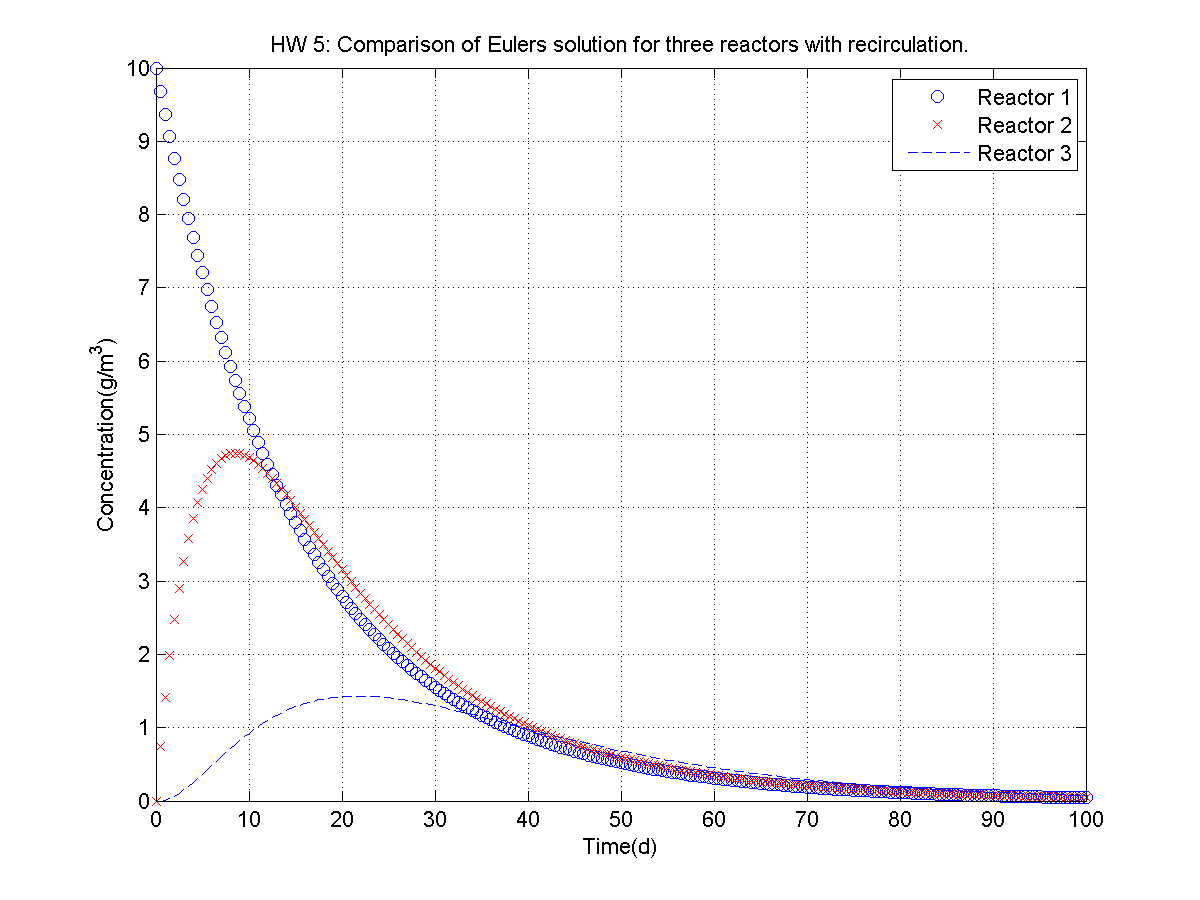 HW 5: Comparison of Eulers solution for three reactors with recirculation.
10
9
8
7
6
5
4
3
2
1
0
Concentration(g/m³)
Reactor 1
Reactor 2
Reactor 3
0 10 20 30 40 50 60 70 80 90 100
Time(d)